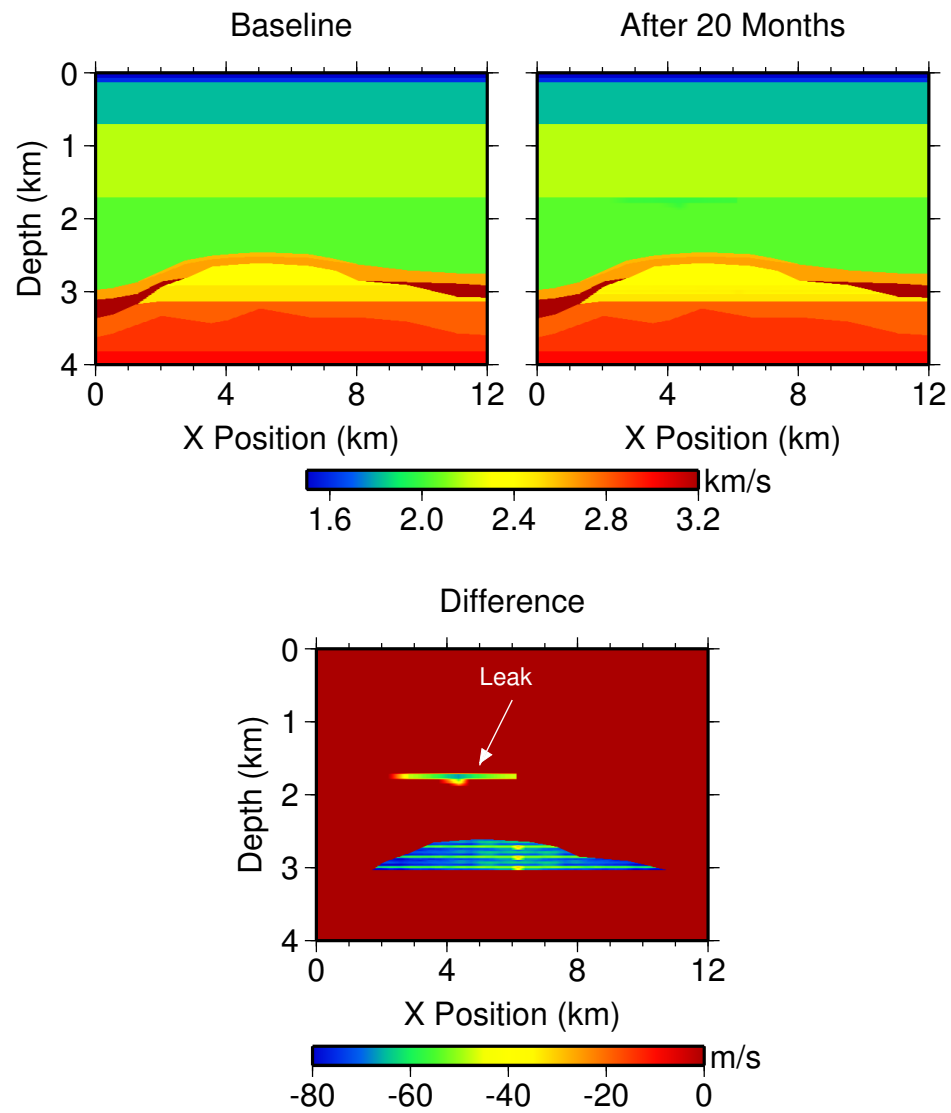 Baseline
After 20 Months
0
1
2
3
4
Depth (km)
0
4
8
12
X Position (km)
0
4
8
12
X Position (km)
km/s
1.6
2.0
2.4
2.8
3.2
Difference
Leak
0
1
2
3
4
Depth (km)
0
4
8
12
X Position (km)
m/s
-80
-60
-40
-20
0